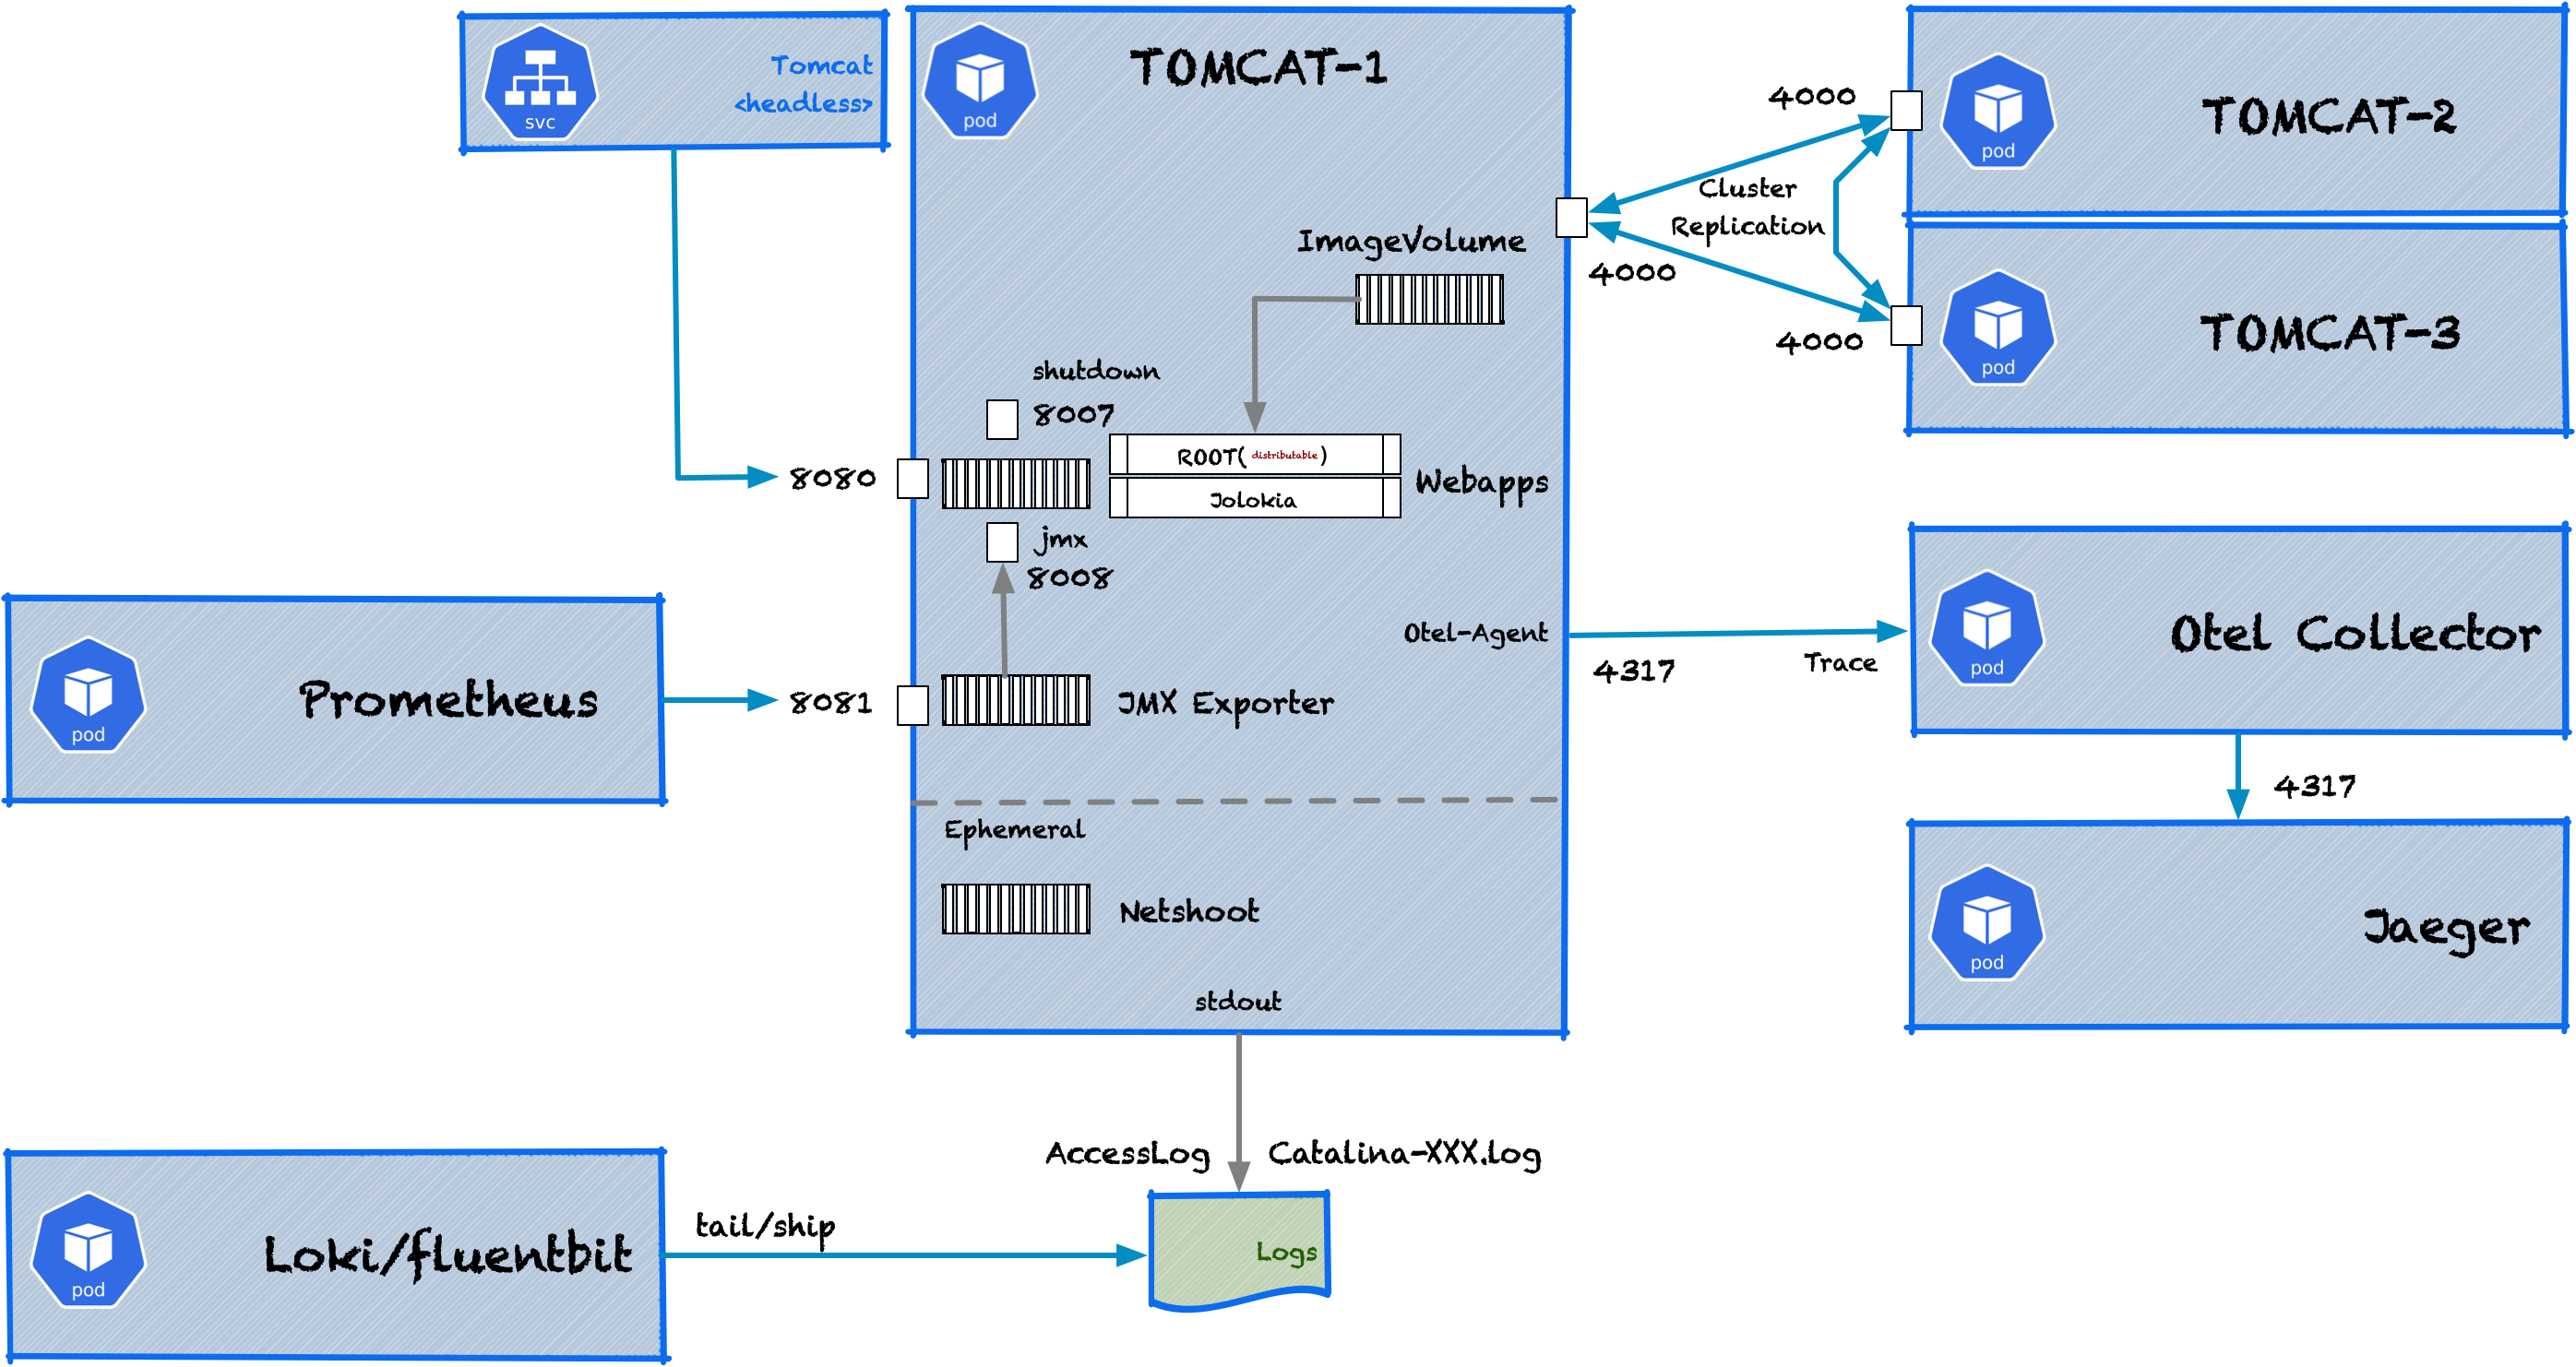 svc
Tomcat
<headless>
pod
TOMCAT-1
4000
pod
TOMCAT-2
Cluster
Replication
ImageVolume
4000
4000
pod
TOMCAT-3
shutdown
8007
8080
ROOT(distributable)
Jolokia
Webapps
jmx
8008
Otel-Agent
4317
Trace
pod
Otel Collector
pod
Prometheus
8081
JMX Exporter
4317
Ephemeral
Netshoot
pod
Jaeger
stdout
AccessLog
Catalina-XXX.log
pod
Loki/fluentbit
tail/ship
Logs